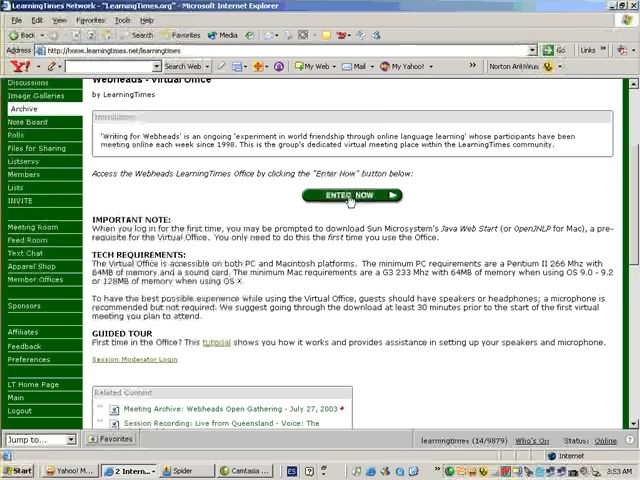 LearningTimes Network - "LearningTimes.org" - Microsoft Internet Explorer
File Edit View Favorites Tools Help
Back Search Favorites Media
Address http://home.learningtimes.net/learningtimes Go Links
Search Web My Web Mail My Yahoo! Norton AntiVirus
Discussions
Image Galleries
Archive
Note Board
Polls
Files for Sharing
Listservs
Members
Lists
INVITE
Meeting Room
Feed Room
Text Chat
Apparel Shop
Member Offices
Sponsors
Affiliates
Feedback
Preferences
LT Home Page
Main
Logout
Webheads - Virtual Office
by LearningTimes
'Writing for Webheads' is an ongoing 'experiment in world friendship through online language learning' whose participants have been
meeting online each week since 1998. This is the group's dedicated virtual meeting place within the LearningTimes community.
Access the Webheads LearningTimes Office by clicking the "Enter Now" button below:
ENTER NOW
IMPORTANT NOTE:
When you log in for the first time, you may be prompted to download Sun Microsystem's Java Web Start (or OpenJNLP for Mac), a pre-
requisite for the Virtual Office. You only need to do this the first time you use the Office.
TECH REQUIREMENTS:
The Virtual Office is accessible on both PC and Macintosh platforms. The minimum PC requirements are a Pentium II 266 Mhz with
64MB of memory and a sound card. The minimum Mac requirements are a G3 233 Mhz with 64MB of memory when using OS 9.0 - 9.2
or 128MB of memory when using OS X.
To have the best possible experience while using the Virtual Office, guests should have speakers or headphones; a microphone is
recommended but not required. We suggest going through the download at least 30 minutes prior to the start of the first virtual
meeting you plan to attend.
GUIDED TOUR
First time in the Office? This tutorial shows you how it works and provides assistance in setting up your speakers and microphone.
Session Moderator Login
Related Content
Meeting Archive: Webheads Open Gathering - July 27, 2003
Session Recording: Live from Queensland - Voice: The
Jump to... Favorites learningtimes (14/9879) Who's On Status: Online
Internet
Start Yahoo! M... 2 Intern... Spider Camtasia ES 3:53 AM